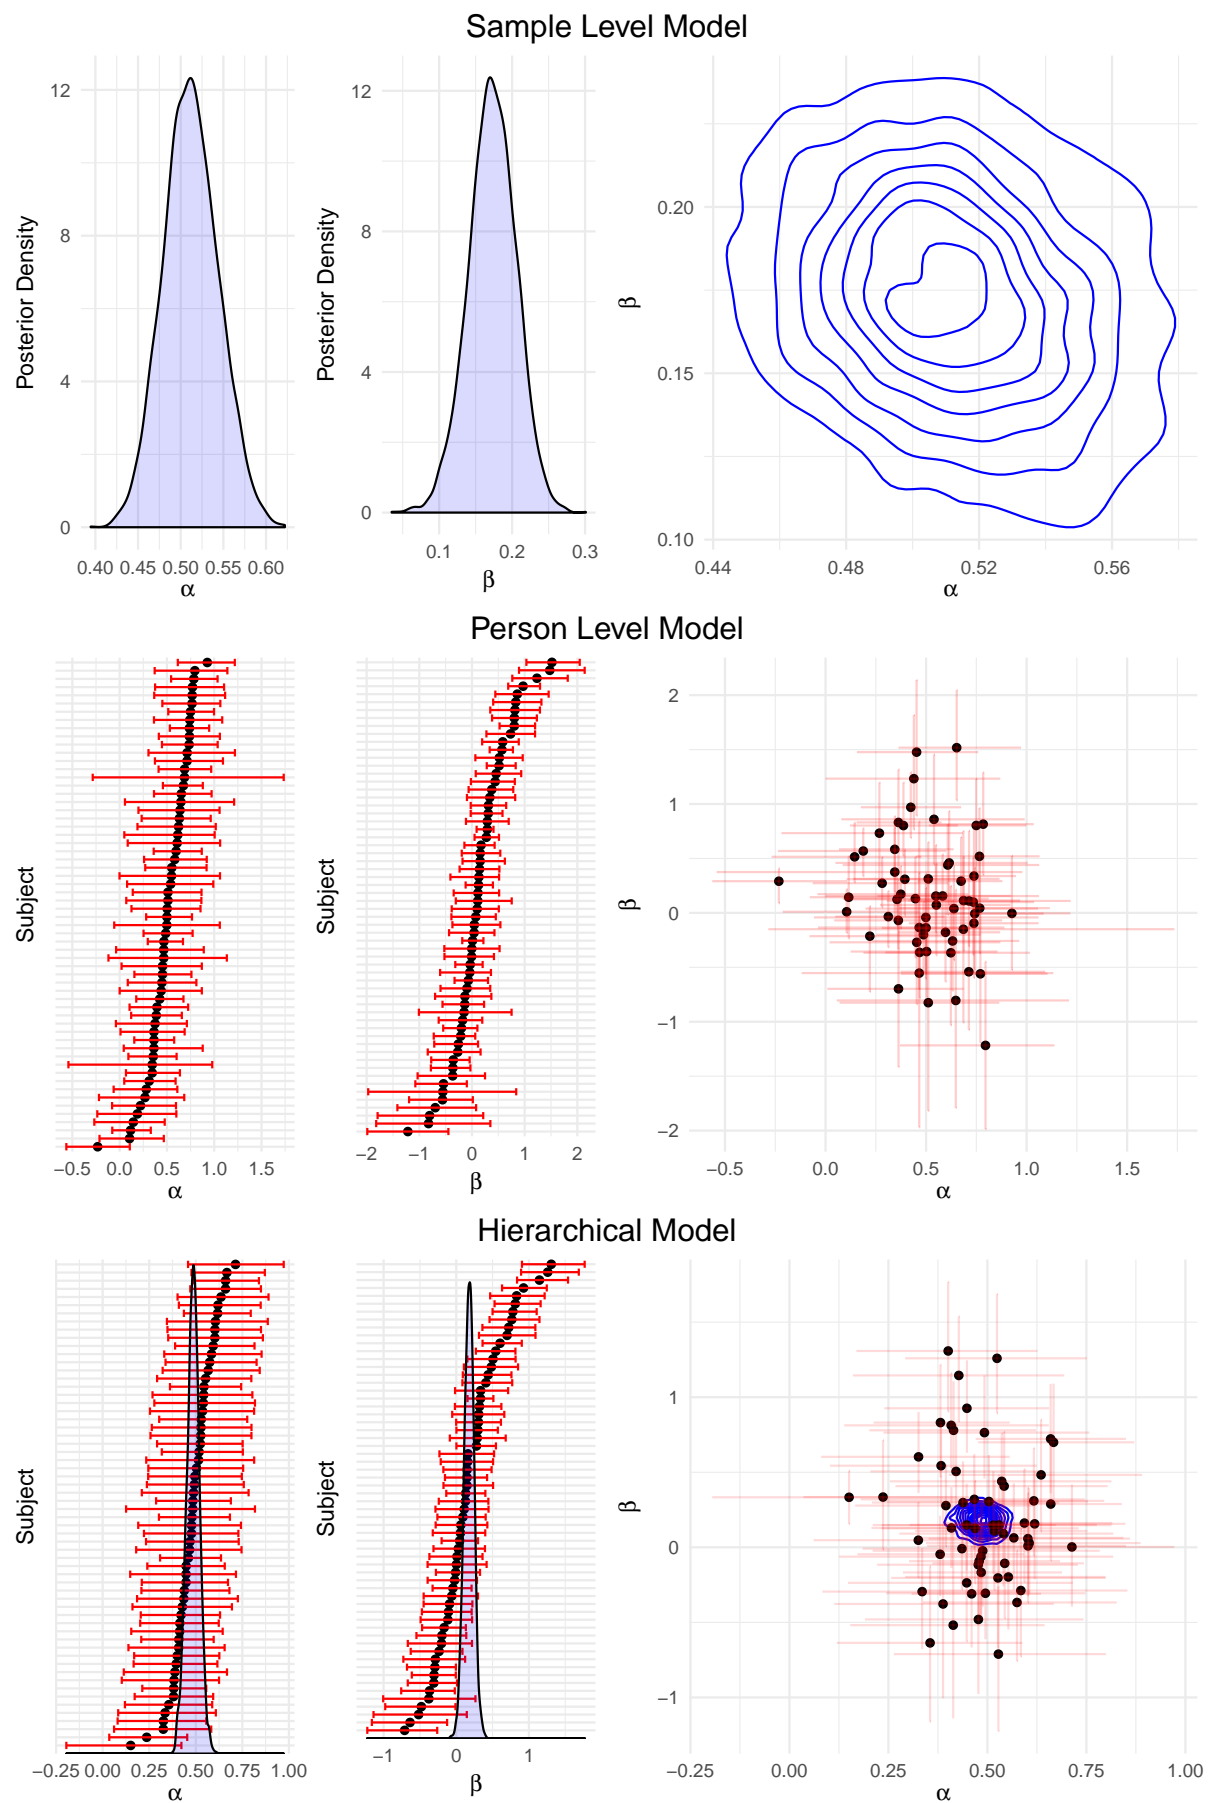 Sample Level Model
Posterior Density
12
8
4
0
0.40 0.45 0.50 0.55 0.60
α
Posterior Density
12
8
4
0
0.1 0.2 0.3
β
β
0.20
0.15
0.10
0.44 0.48 0.52 0.56
α
Person Level Model
Subject
−0.5 0.0 0.5 1.0 1.5
α
Subject
−2 −1 0 1 2
β
β
2
1
0
−1
−2
−0.5 0.0 0.5 1.0 1.5
α
Hierarchical Model
Subject
−0.25 0.00 0.25 0.50 0.75 1.00
α
Subject
−1 0 1
β
β
1
0
−1
−0.25 0.00 0.25 0.50 0.75 1.00
α